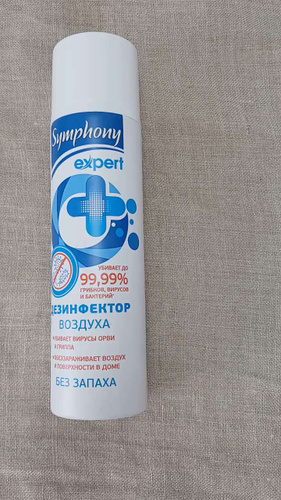 Symphony
expert
УБИВАЕТ ДО
99,99%
ГРИБКОВ, ВИРУСОВ
И БАКТЕРИЙ*
ДЕЗИНФЕКТОР
ВОЗДУХА
• УБИВАЕТ ВИРУСЫ ОРВИ
И ГРИППА
• ОБЕЗЗАРАЖИВАЕТ ВОЗДУХ
И ПОВЕРХНОСТИ В ДОМЕ
БЕЗ ЗАПАХА